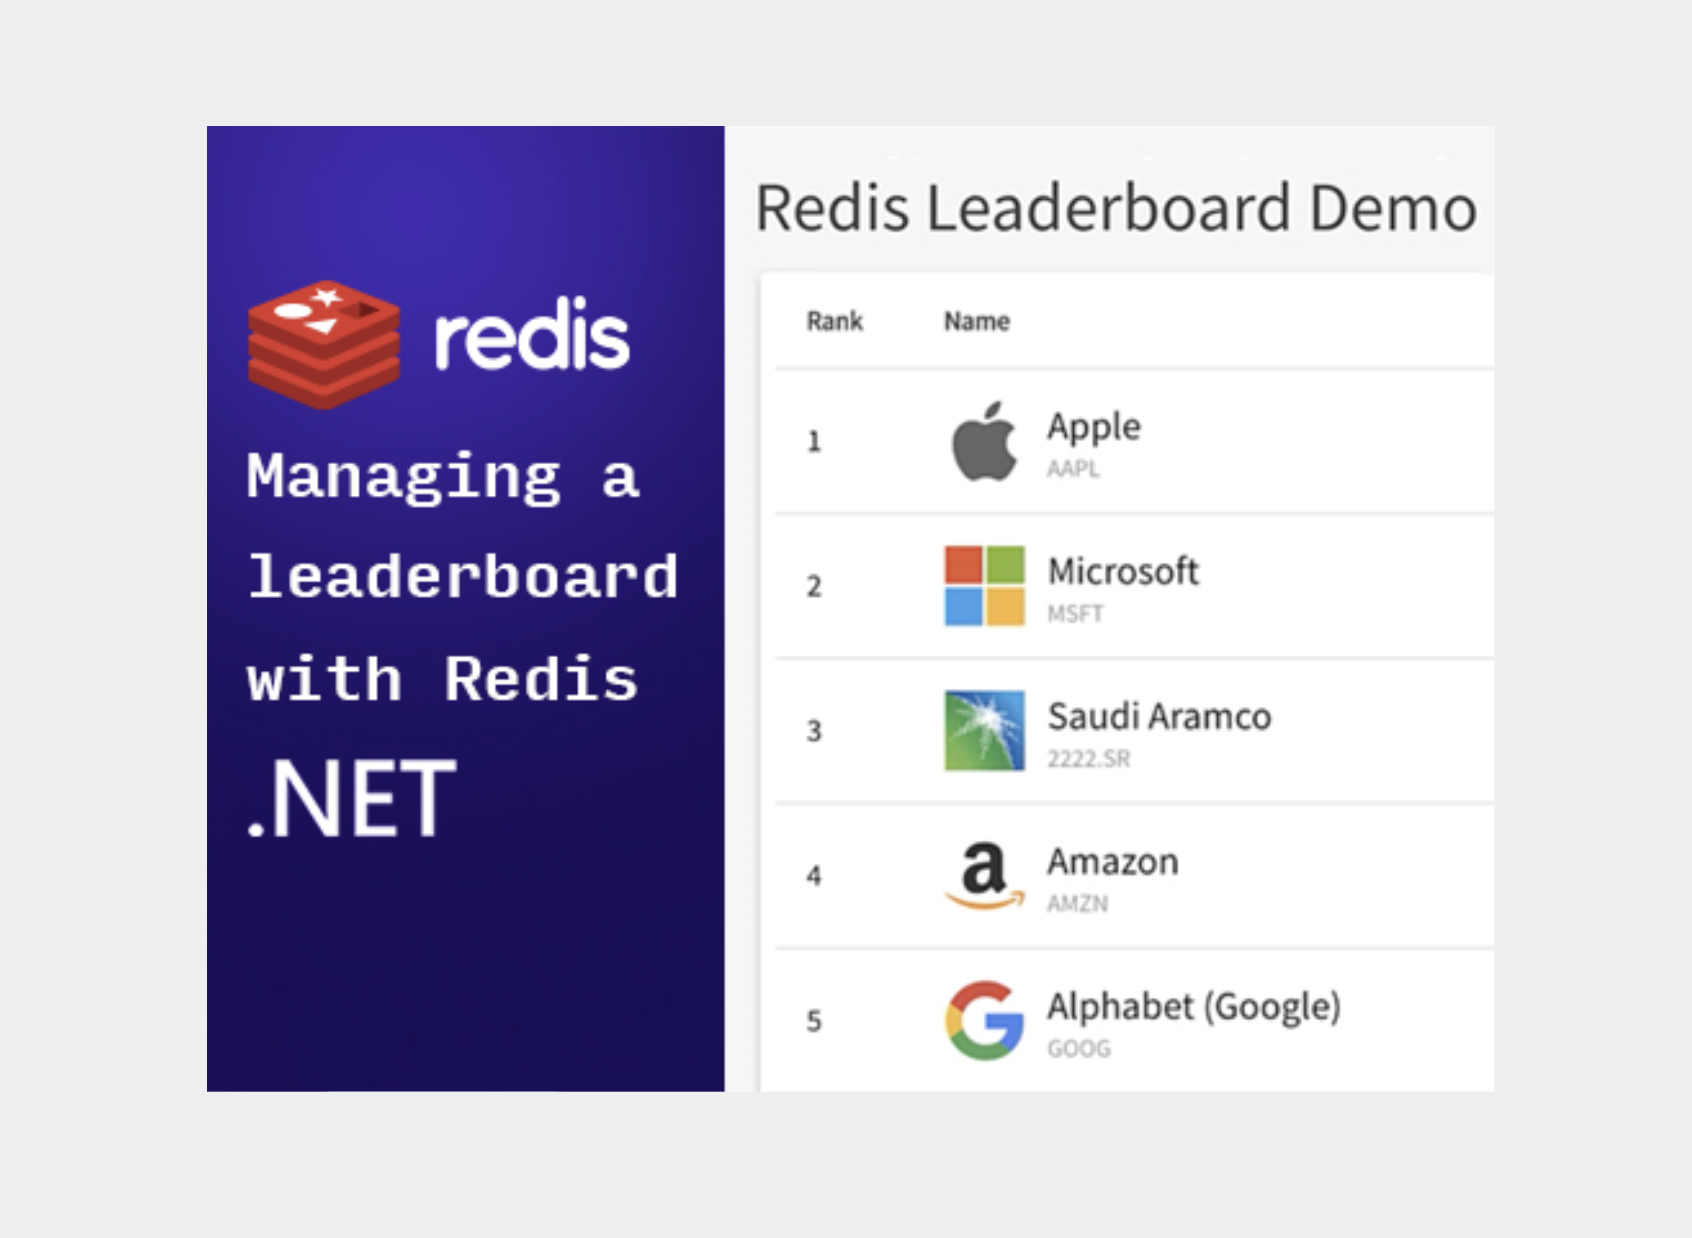 redis
Managing a
leaderboard
with Redis
.NET
Redis Leaderboard Demo
Rank Name
1 Apple
AAPL
2 Microsoft
MSFT
3 Saudi Aramco
2222.SR
4 a Amazon
AMZN
5 G Alphabet (Google)
GOOG